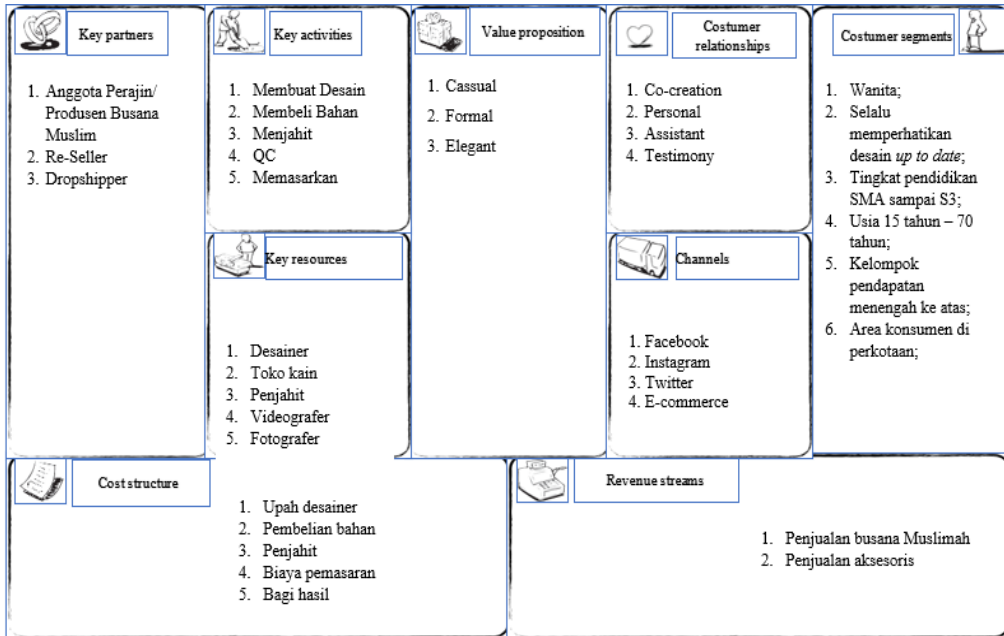 Key partners
1. Anggota Perajin/
Produsen Busana
Muslim
2. Re-Seller
3. Dropshipper
Key activities
1. Membuat Desain
2. Membeli Bahan
3. Menjahit
4. QC
5. Memasarkan
Key resources
1. Desainer
2. Toko kain
3. Penjahit
4. Videografer
5. Fotografer
Value proposition
1. Cassual
2. Formal
3. Elegant
Costumer
relationships
1. Co-creation
2. Personal
3. Assistant
4. Testimony
Channels
1. Facebook
2. Instagram
3. Twitter
4. E-commerce
Costumer segments
1. Wanita;
2. Selalu
memperhatikan
desain up to date;
3. Tingkat pendidikan
SMA sampai S3;
4. Usia 15 tahun – 70
tahun;
5. Kelompok
pendapatan
menengah ke atas;
6. Area konsumen di
perkotaan;
Cost structure
1. Upah desainer
2. Pembelian bahan
3. Penjahit
4. Biaya pemasaran
5. Bagi hasil
Revenue streams
1. Penjualan busana Muslimah
2. Penjualan aksesoris